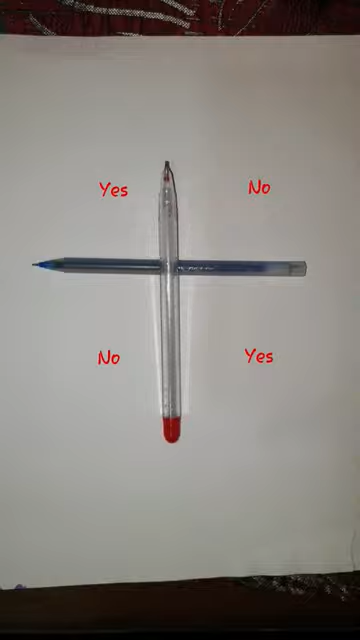 Yes No
No Yes